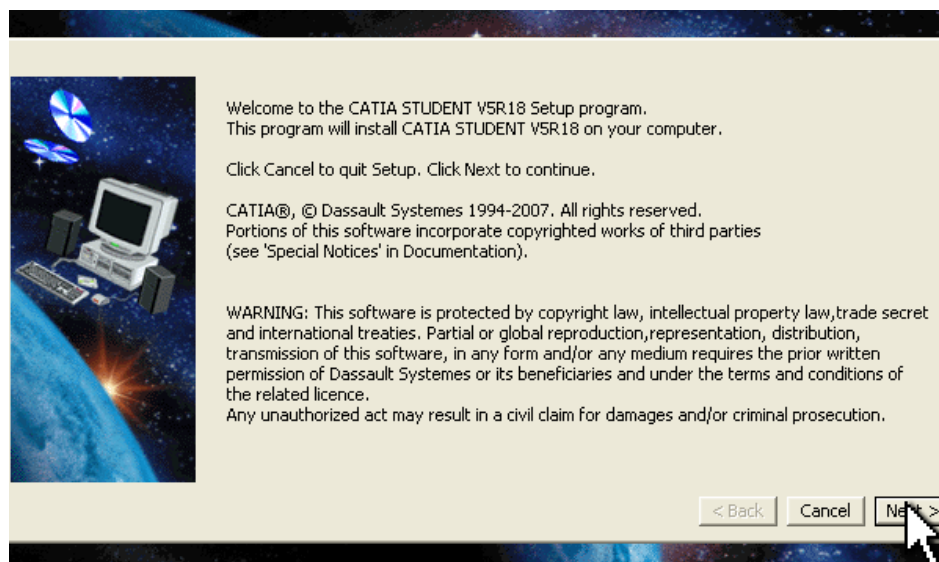 Welcome to the CATIA STUDENT V5R18 Setup program.
This program will install CATIA STUDENT V5R18 on your computer.
Click Cancel to quit Setup. Click Next to continue.
CATIA®, © Dassault Systemes 1994-2007. All rights reserved.
Portions of this software incorporate copyrighted works of third parties
(see 'Special Notices' in Documentation).
WARNING: This software is protected by copyright law, intellectual property law,trade secret
and international treaties. Partial or global reproduction,representation, distribution,
transmission of this software, in any form and/or any medium requires the prior written
permission of Dassault Systemes or its beneficiaries and under the terms and conditions of
the related licence.
Any unauthorized act may result in a civil claim for damages and/or criminal prosecution.
< Back Cancel Next >